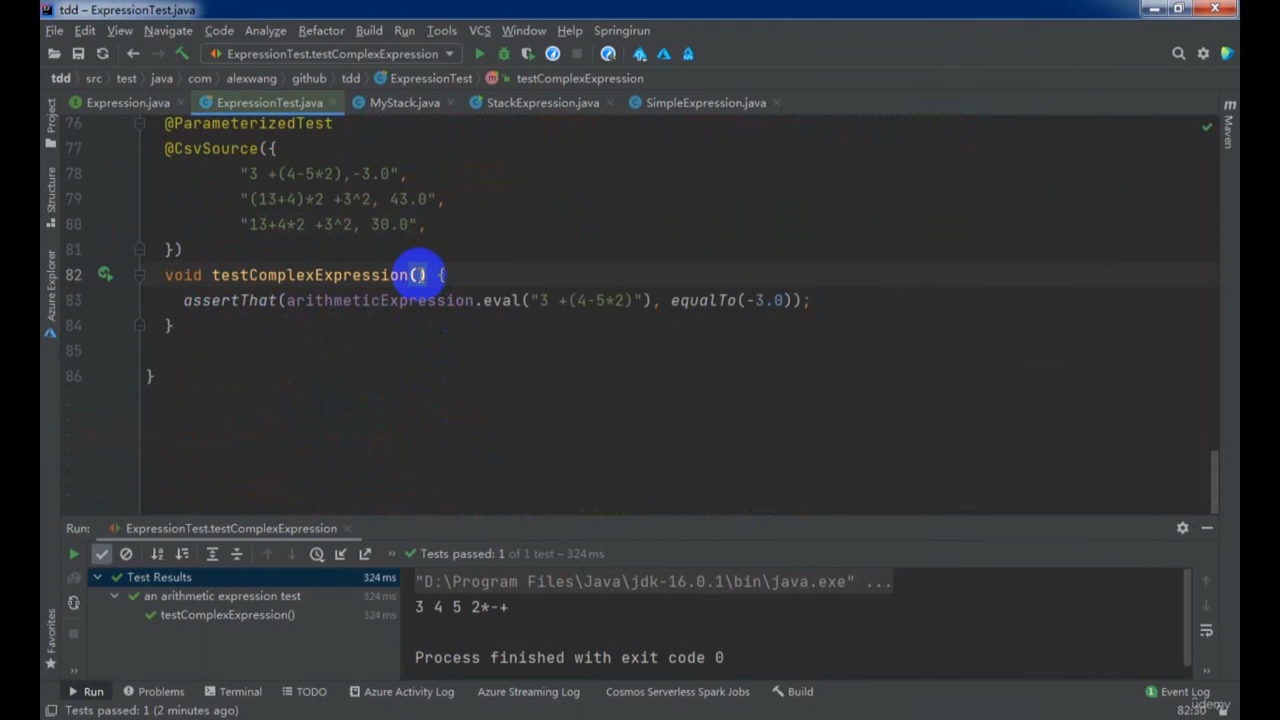 tdd – ExpressionTest.java
File Edit View Navigate Code Analyze Refactor Build Run Tools VCS Window Help Springirun
ExpressionTest.testComplexExpression
tdd src test java com alexwang github tdd ExpressionTest testComplexExpression
Expression.java ExpressionTest.java MyStack.java StackExpression.java SimpleExpression.java
Project
Structure
Azure Explorer
Favorites
m Maven
76 @ParameterizedTest
77 @CsvSource({
78 "3 +(4-5*2),-3.0",
79 "(13+4)*2 +3^2, 43.0",
80 "13+4*2 +3^2, 30.0",
81 })
82 void testComplexExpression() {
83 assertThat(arithmeticExpression.eval("3 +(4-5*2)"), equalTo(-3.0));
84 }
85
86 }
Run: ExpressionTest.testComplexExpression
Tests passed: 1 of 1 test – 324 ms
Test Results 324 ms
an arithmetic expression test 324 ms
testComplexExpression() 324 ms
"D:\Program Files\Java\jdk-16.0.1\bin\java.exe" ...
3 4 5 2*-+
Process finished with exit code 0
Run Problems Terminal TODO Azure Activity Log Azure Streaming Log Cosmos Serverless Spark Jobs Build 1 Event Log
Tests passed: 1 (2 minutes ago) 82:30
udemy